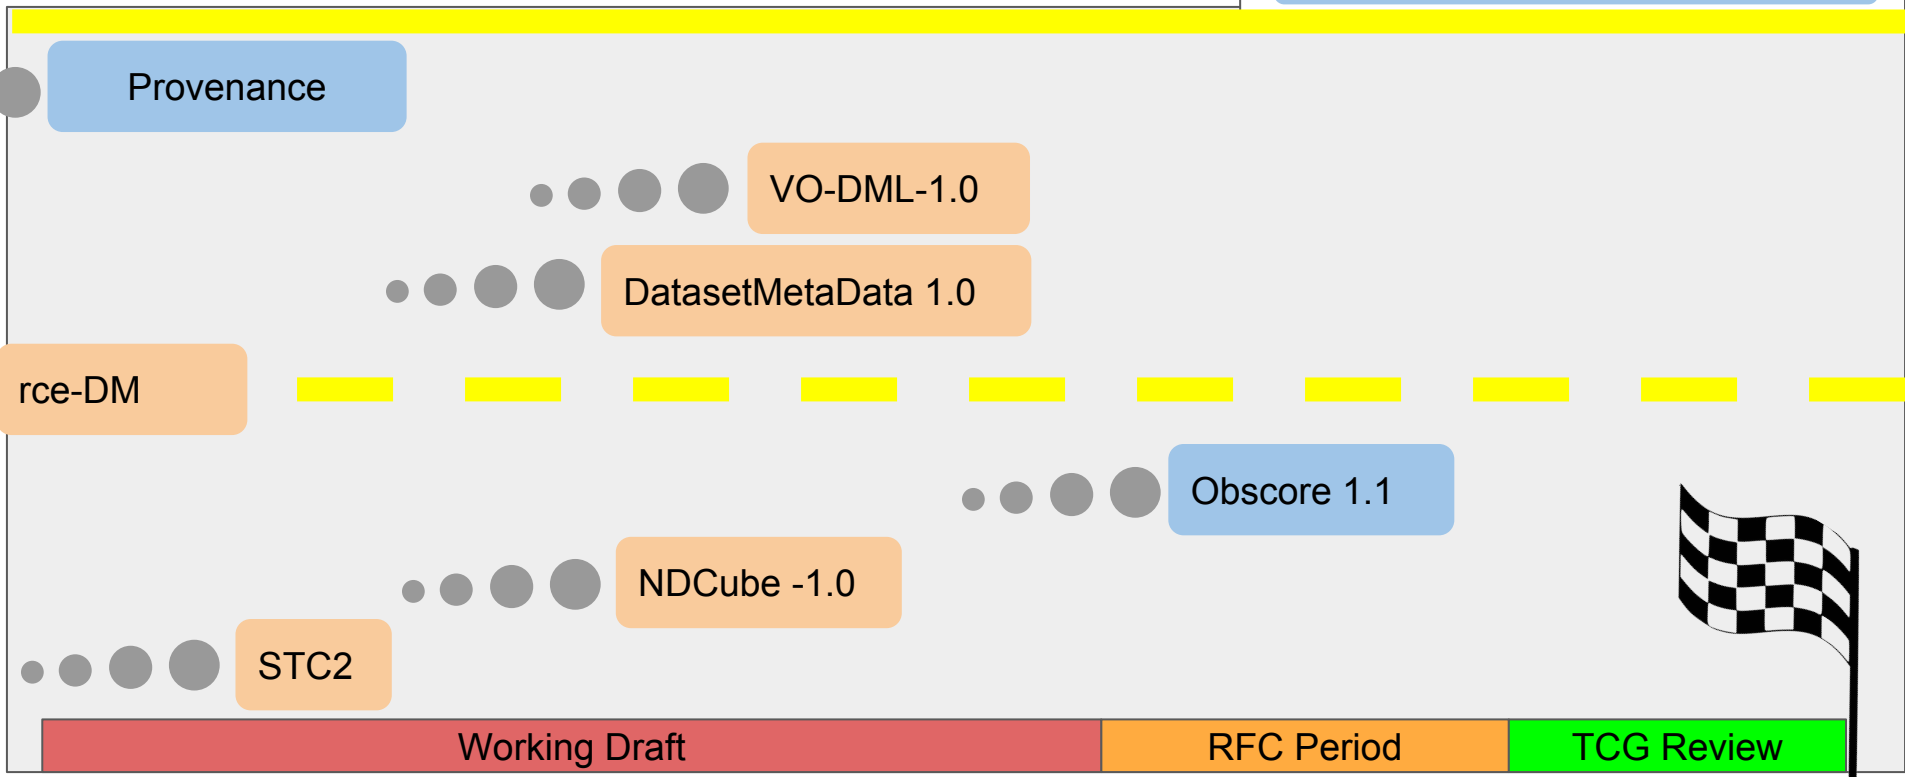 Provenance
VO-DML-1.0
DatasetMetaData 1.0
rce-DM
Obscore 1.1
NDCube -1.0
STC2
Working Draft
RFC Period
TCG Review